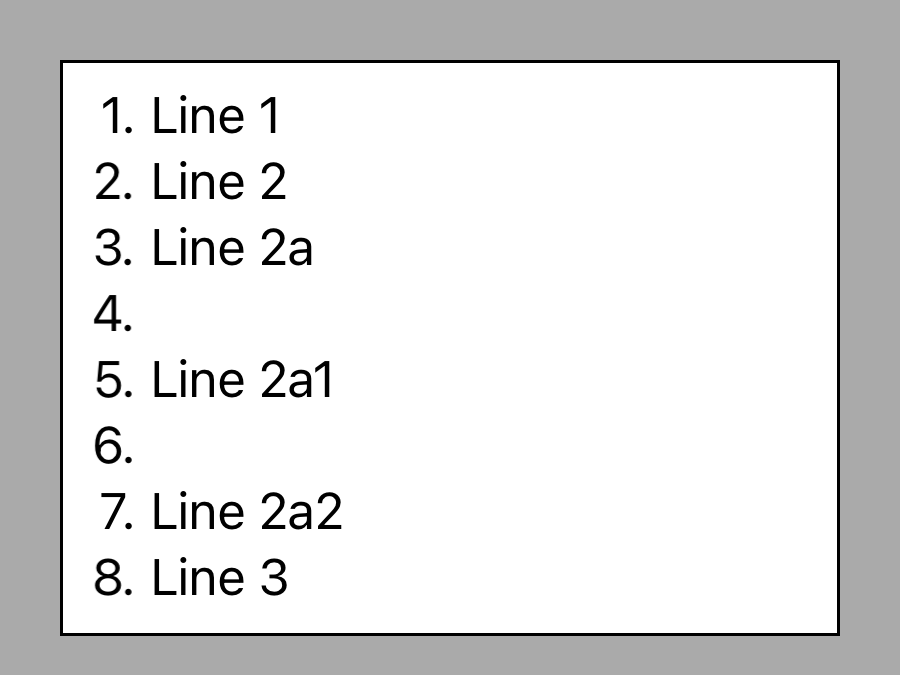 1. Line 1
2. Line 2
3. Line 2a
4.
5. Line 2a1
6.
7. Line 2a2
8. Line 3